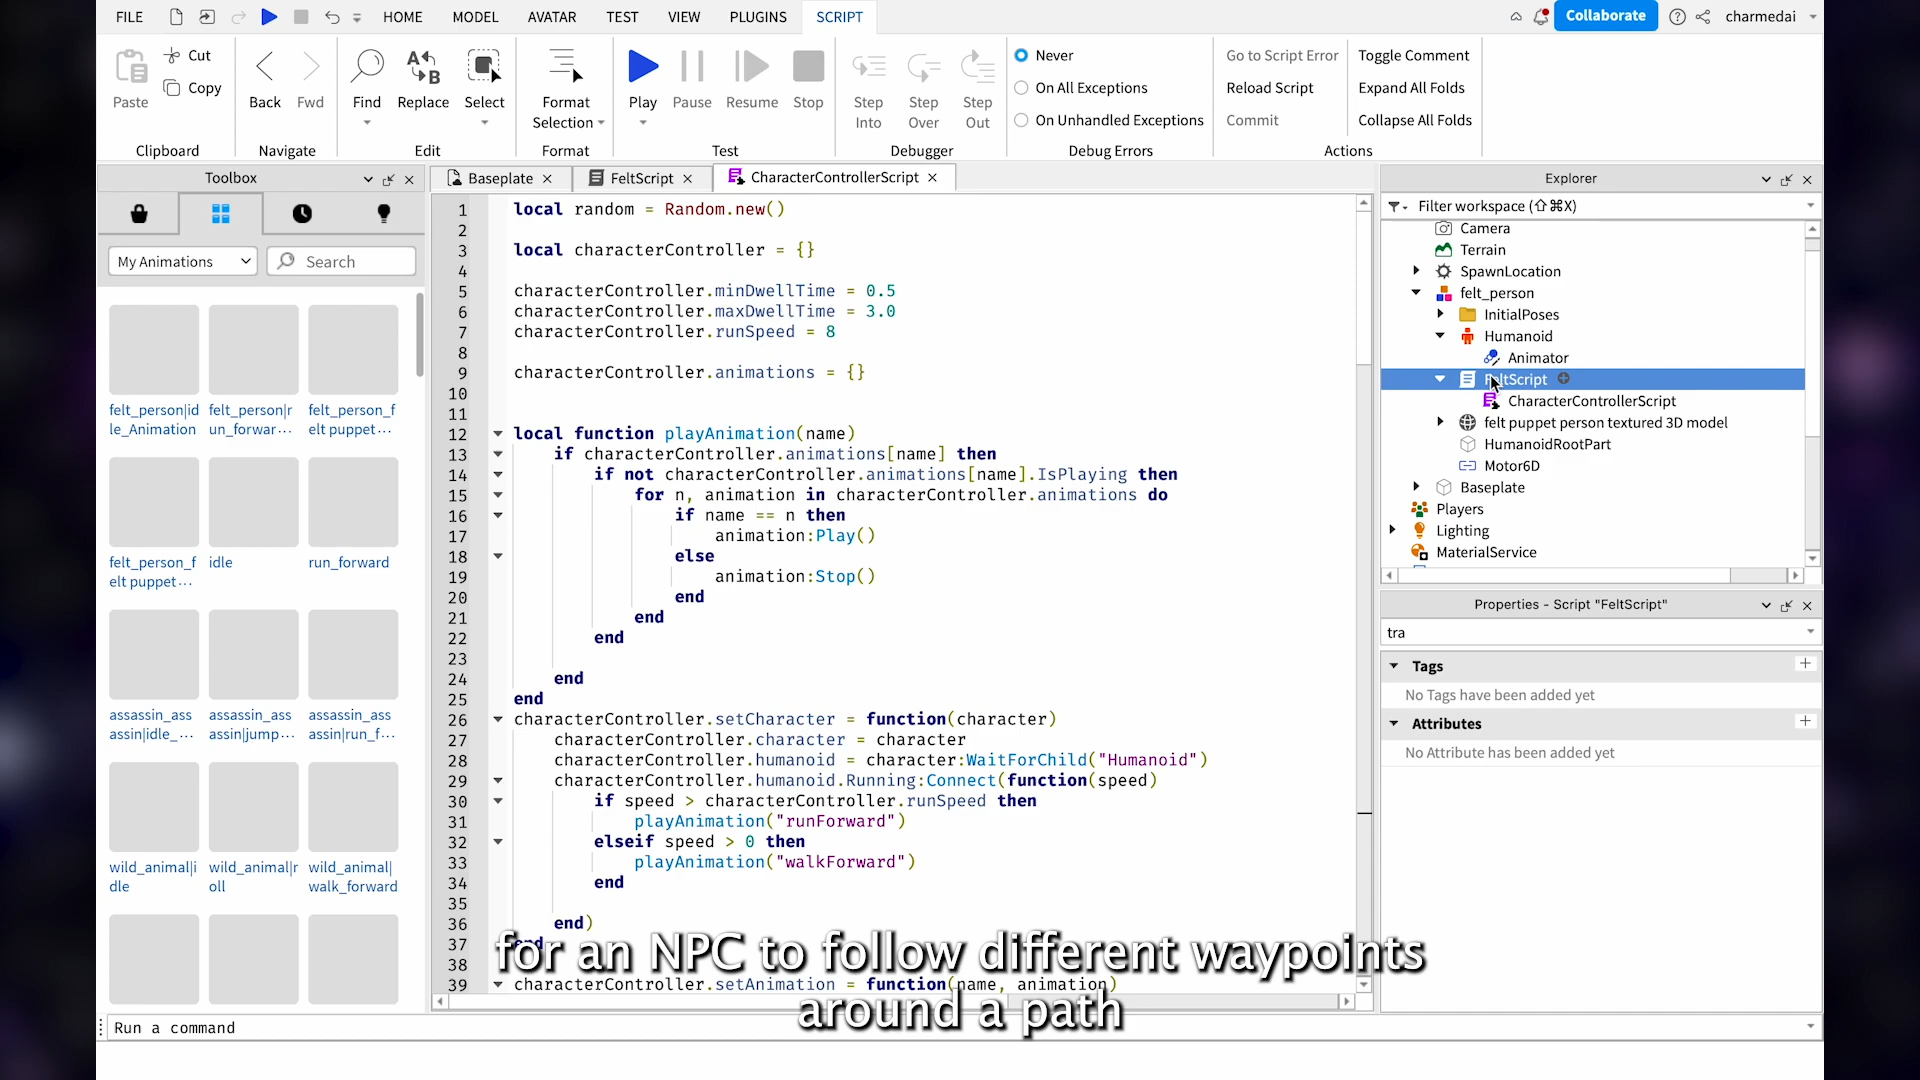 FILE HOME MODEL AVATAR TEST VIEW PLUGINS SCRIPT Collaborate charmedai
Paste Cut Copy Clipboard
Back Fwd Navigate
Find Replace Select Edit
Format Selection Format
Play Pause Resume Stop Test
Step Into Step Over Step Out Debugger
Never
On All Exceptions
On Unhandled Exceptions
Debug Errors
Go to Script Error Toggle Comment
Reload Script Expand All Folds
Commit Collapse All Folds
Actions
Toolbox
My Animations Search
felt_person|id
le_Animation
felt_person|r
un_forwar...
felt_person_f
elt puppet...
felt_person_f
elt puppet...
idle
run_forward
assassin_ass
assin|idle_...
assassin_ass
assin|jump...
assassin_ass
assin|run_f...
wild_animal|i
dle
wild_animal|r
oll
wild_animal|
walk_forward
Baseplate FeltScript CharacterControllerScript
1 local random = Random.new()
2
3 local characterController = {}
4
5 characterController.minDwellTime = 0.5
6 characterController.maxDwellTime = 3.0
7 characterController.runSpeed = 8
8
9 characterController.animations = {}
10
11
12 local function playAnimation(name)
13 if characterController.animations[name] then
14 if not characterController.animations[name].IsPlaying then
15 for n, animation in characterController.animations do
16 if name == n then
17 animation:Play()
18 else
19 animation:Stop()
20 end
21 end
22 end
23
24 end
25 end
26 characterController.setCharacter = function(character)
27 characterController.character = character
28 characterController.humanoid = character:WaitForChild("Humanoid")
29 characterController.humanoid.Running:Connect(function(speed)
30 if speed > characterController.runSpeed then
31 playAnimation("runForward")
32 elseif speed > 0 then
33 playAnimation("walkForward")
34 end
35
36 end)
37 end
38
39 characterController.setAnimation = function(name, animation)
for an NPC to follow different waypoints
around a path
Explorer
Filter workspace (⇧⌘X)
Camera
Terrain
SpawnLocation
felt_person
InitialPoses
Humanoid
Animator
FeltScript
CharacterControllerScript
felt puppet person textured 3D model
HumanoidRootPart
Motor6D
Baseplate
Players
Lighting
MaterialService
Properties - Script "FeltScript"
tra
Tags
No Tags have been added yet
Attributes
No Attribute has been added yet
Run a command